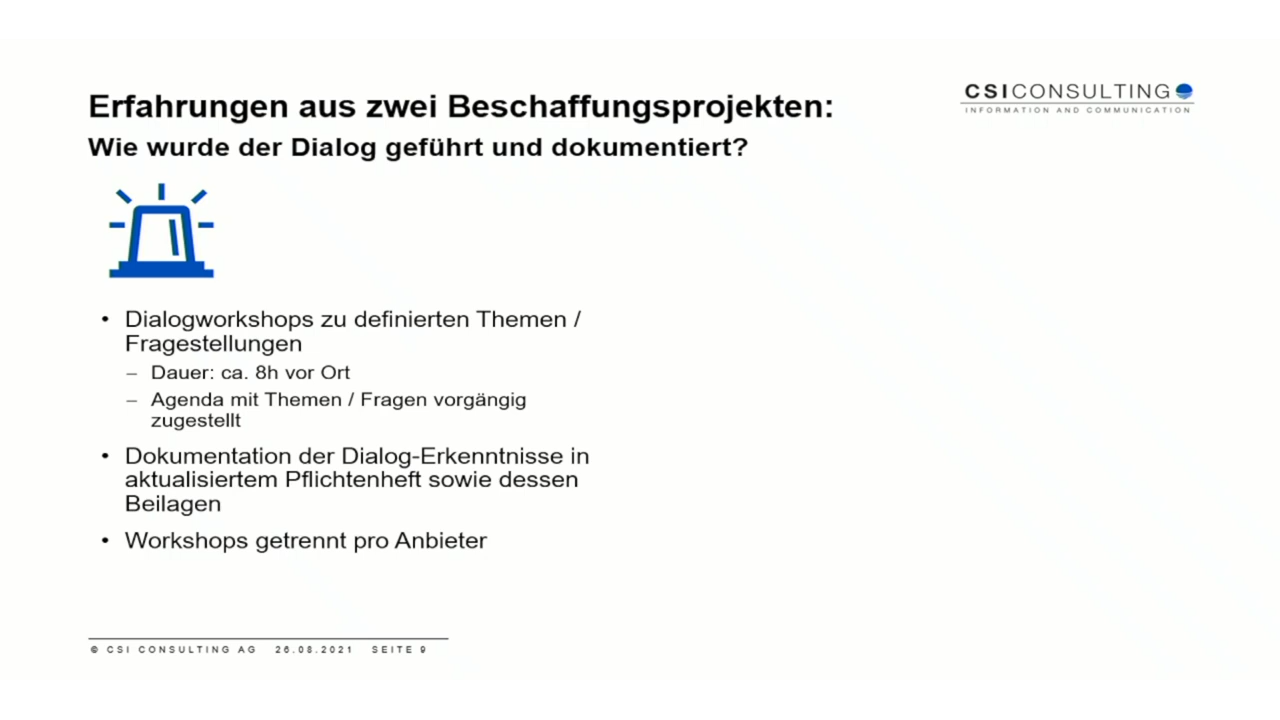 CSICONSULTING
INFORMATION AND COMMUNICATION
Erfahrungen aus zwei Beschaffungsprojekten:
Wie wurde der Dialog geführt und dokumentiert?
• Dialogworkshops zu definierten Themen /
Fragestellungen
– Dauer: ca. 8h vor Ort
– Agenda mit Themen / Fragen vorgängig
zugestellt
• Dokumentation der Dialog-Erkenntnisse in
aktualisiertem Pflichtenheft sowie dessen
Beilagen
• Workshops getrennt pro Anbieter
© CSI CONSULTING AG 26.08.2021 SEITE 9